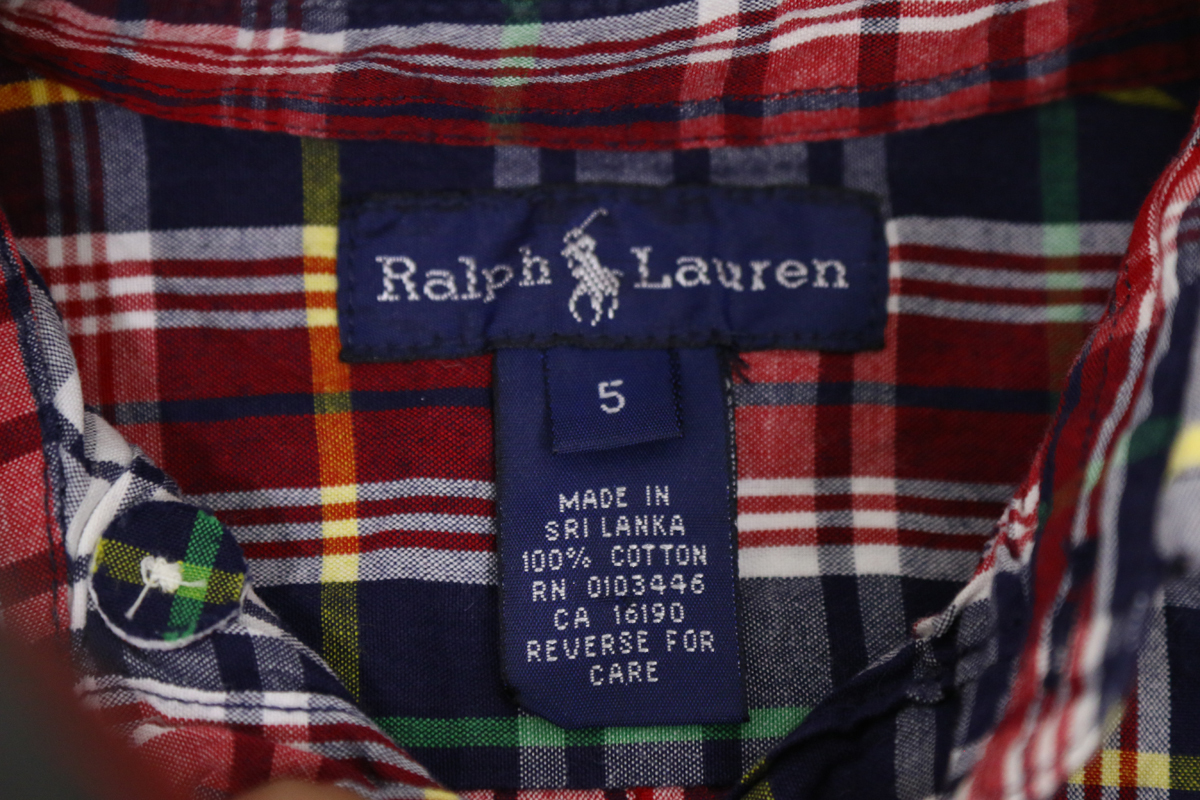 Ralph Lauren
5
MADE IN
SRI LANKA
100% COTTON
RN 0103446
CA 16190
REVERSE FOR
CARE